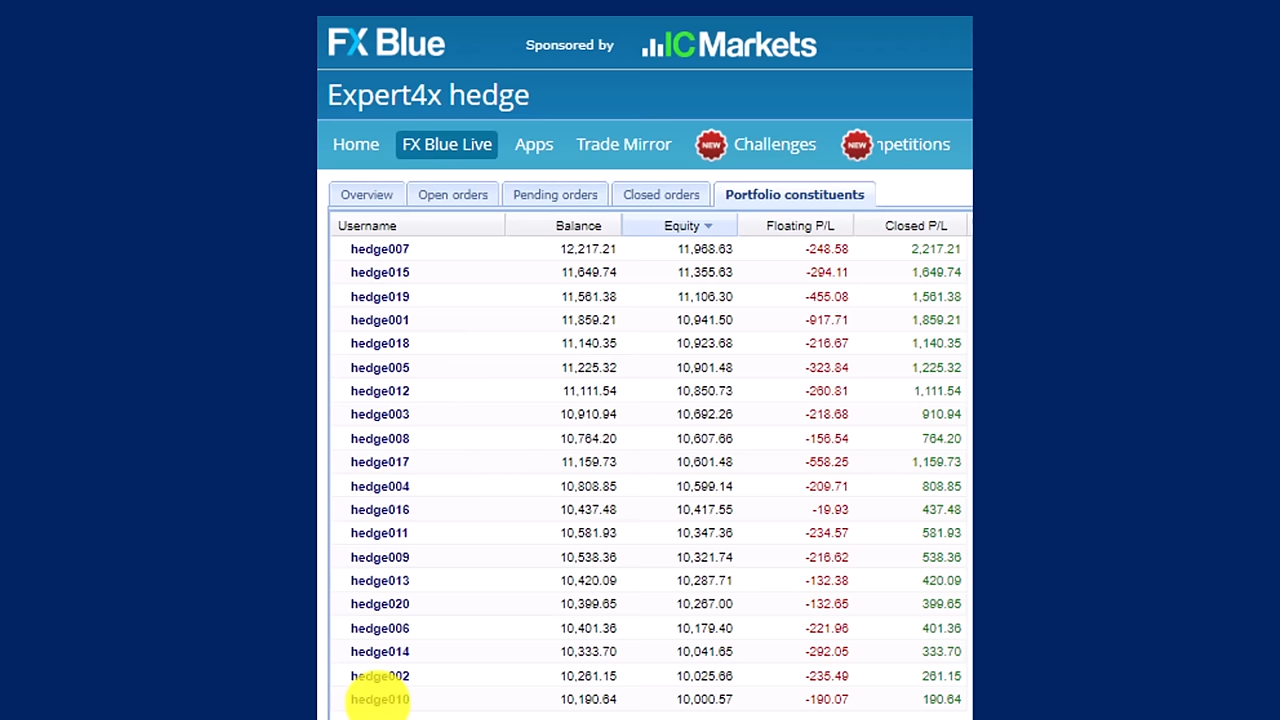 FX Blue Sponsored by IC Markets
Expert4x hedge
Home FX Blue Live Apps Trade Mirror NEW Challenges NEW mpetitions
Overview Open orders Pending orders Closed orders Portfolio constituents
Username Balance Equity Floating P/L Closed P/L
hedge007 12,217.21 11,968.63 -248.58 2,217.21
hedge015 11,649.74 11,355.63 -294.11 1,649.74
hedge019 11,561.38 11,106.30 -455.08 1,561.38
hedge001 11,859.21 10,941.50 -917.71 1,859.21
hedge018 11,140.35 10,923.68 -216.67 1,140.35
hedge005 11,225.32 10,901.48 -323.84 1,225.32
hedge012 11,111.54 10,850.73 -260.81 1,111.54
hedge003 10,910.94 10,692.26 -218.68 910.94
hedge008 10,764.20 10,607.66 -156.54 764.20
hedge017 11,159.73 10,601.48 -558.25 1,159.73
hedge004 10,808.85 10,599.14 -209.71 808.85
hedge016 10,437.48 10,417.55 -19.93 437.48
hedge011 10,581.93 10,347.36 -234.57 581.93
hedge009 10,538.36 10,321.74 -216.62 538.36
hedge013 10,420.09 10,287.71 -132.38 420.09
hedge020 10,399.65 10,267.00 -132.65 399.65
hedge006 10,401.36 10,179.40 -221.96 401.36
hedge014 10,333.70 10,041.65 -292.05 333.70
hedge002 10,261.15 10,025.66 -235.49 261.15
hedge010 10,190.64 10,000.57 -190.07 190.64